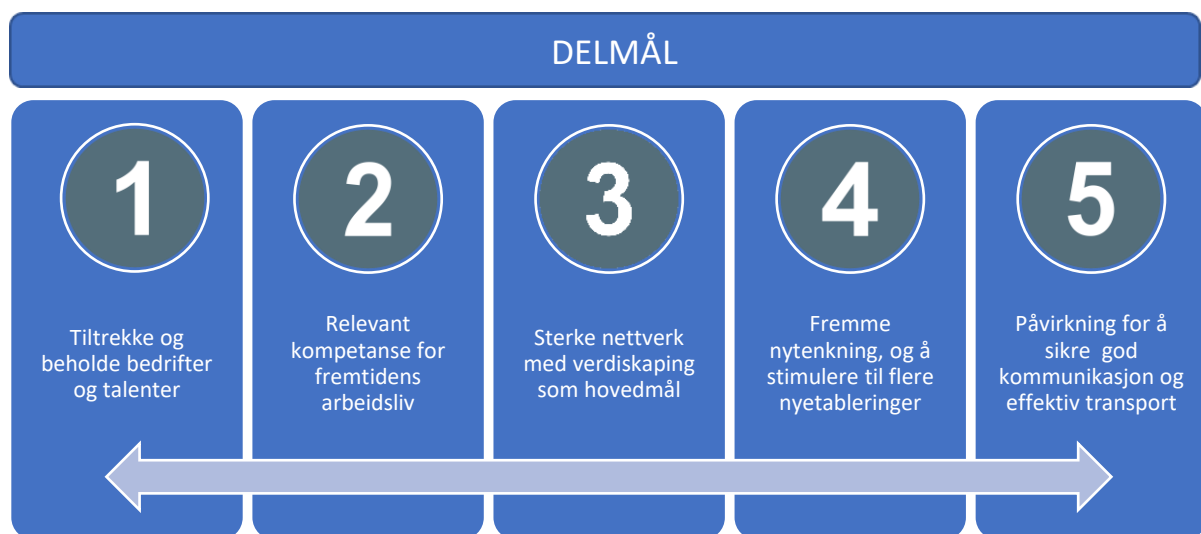 DELMÅL
1
Tiltrekke og
beholde bedrifter
og talenter
2
Relevant
kompetanse for
fremtidens
arbeidsliv
3
Sterke nettverk
med verdiskaping
som hovedmål
4
Fremme
nytenkning, og å
stimulere til flere
nyetableringer
5
Påvirkning for å
sikre god
kommunikasjon og
effektiv transport